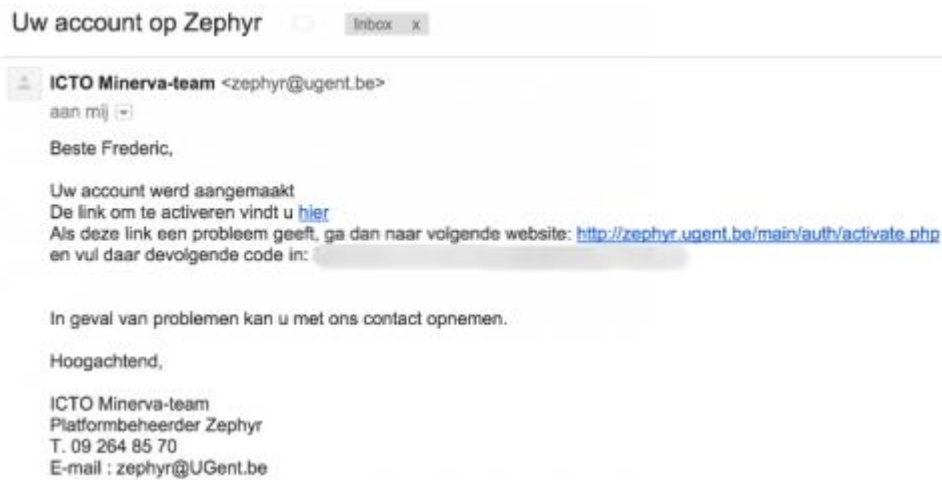 Uw account op Zephyr
Inbox x
ICTO Minerva-team <zephyr@ugent.be>
aan mij
Beste Frederic,
Uw account werd aangemaakt
De link om te activeren vindt u hier
Als deze link een probleem geeft, ga dan naar volgende website: http://zephyr.ugent.be/main/auth/activate.php
en vul daar devolgende code in:
In geval van problemen kan u met ons contact opnemen.
Hoogachtend,
ICTO Minerva-team
Platformbeheerder Zephyr
T. 09 264 85 70
E-mail : zephyr@UGent.be